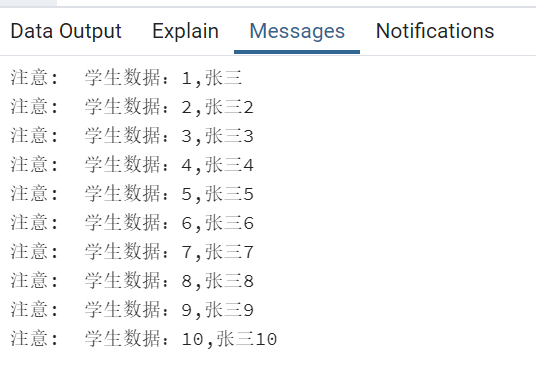 Data Output Explain Messages Notifications
注意:  学生数据：1,张三
注意:  学生数据：2,张三2
注意:  学生数据：3,张三3
注意:  学生数据：4,张三4
注意:  学生数据：5,张三5
注意:  学生数据：6,张三6
注意:  学生数据：7,张三7
注意:  学生数据：8,张三8
注意:  学生数据：9,张三9
注意:  学生数据：10,张三10